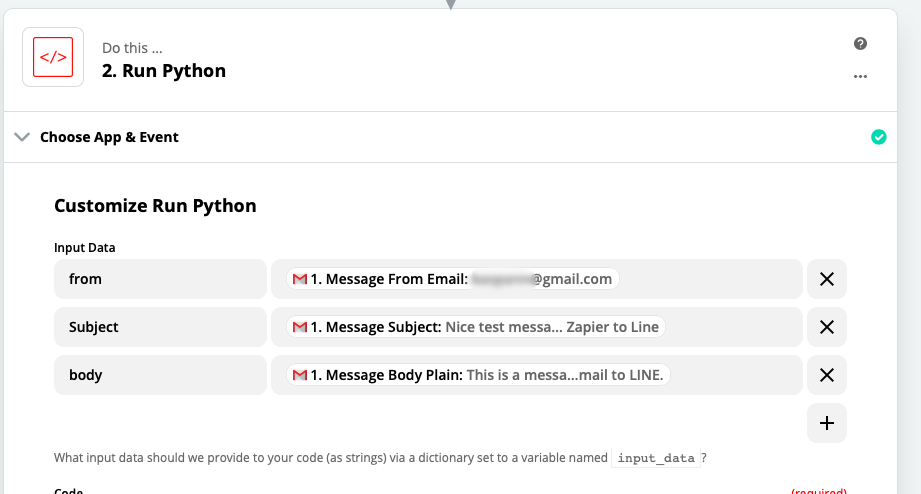 </>
Do this ...
2. Run Python
Choose App & Event
Customize Run Python
Input Data
from
1. Message From Email: @gmail.com
Subject
1. Message Subject: Nice test messa... Zapier to Line
body
1. Message Body Plain: This is a messa...mail to LINE.
What input data should we provide to your code (as strings) via a dictionary set to a variable named input_data ?
Code (required)